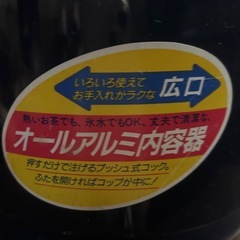 いろいろ使えて
お手入れがラクな
広口
熱いお茶でも、氷水でもOK、丈夫で清潔な、
オールアルミ内容器
押すだけで注げるプッシュ式コック。
ふたを開ければコップが中に!